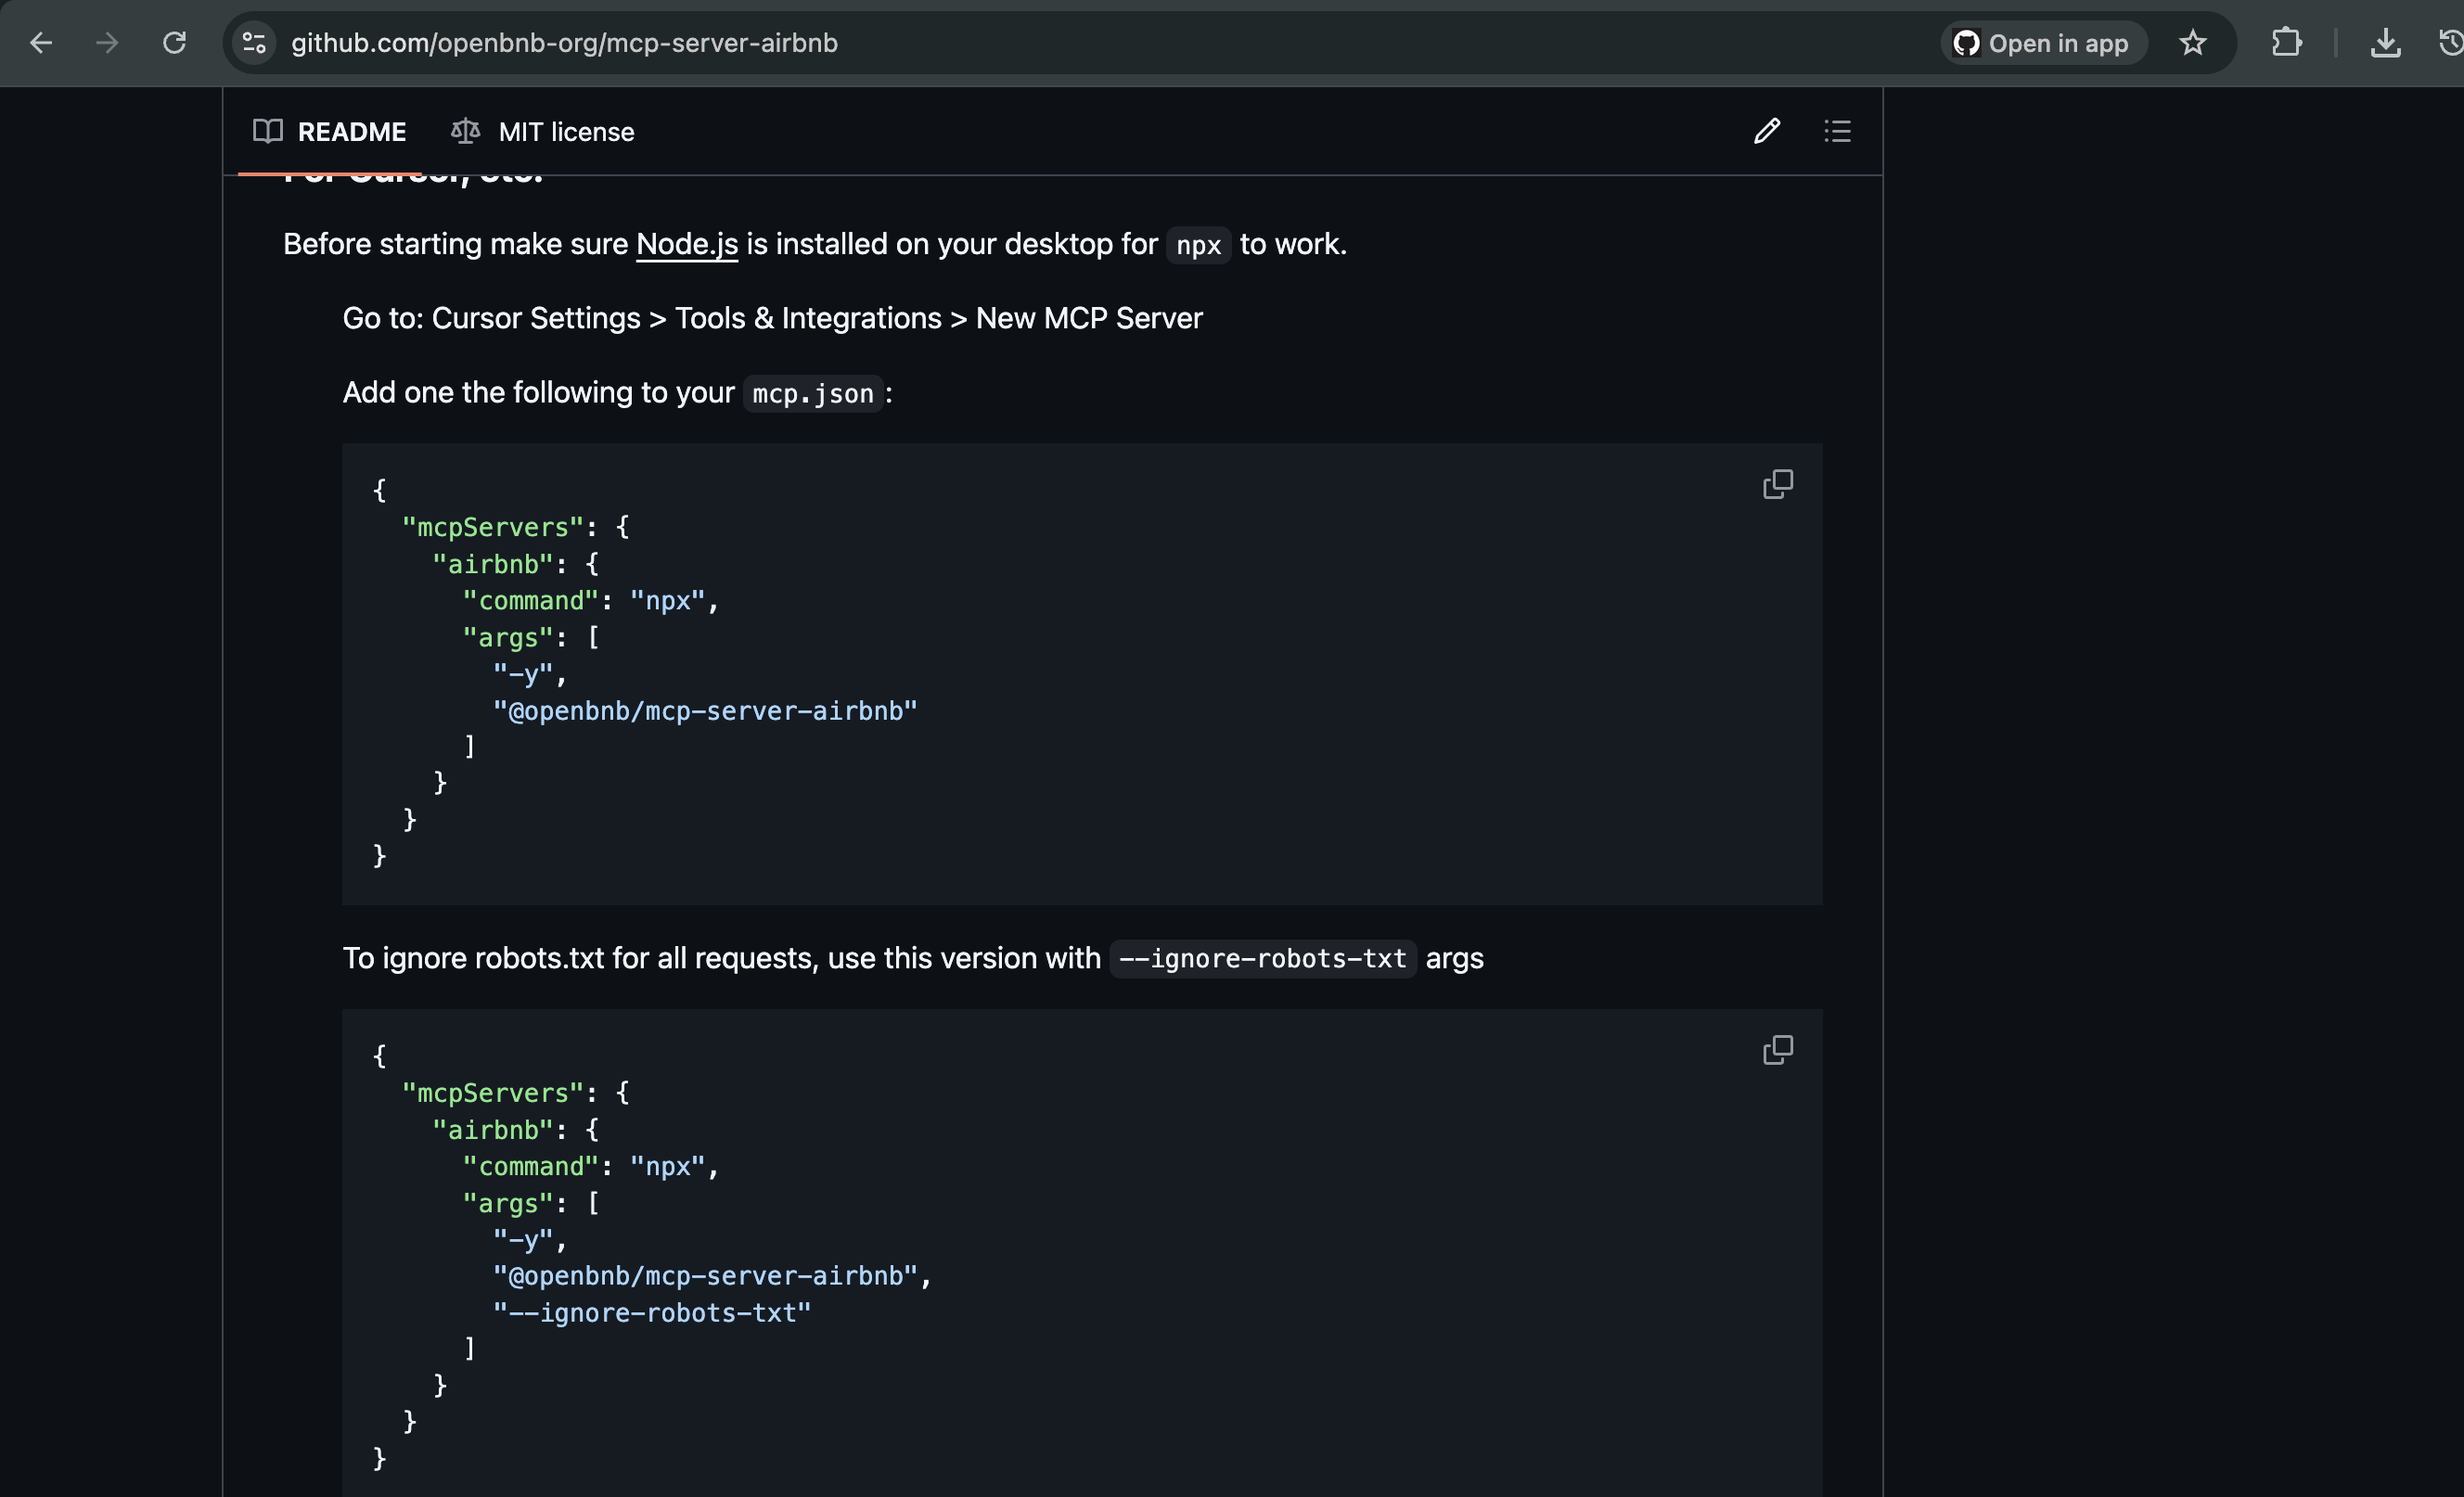 github.com/openbnb-org/mcp-server-airbnb
Open in app
README
MIT license
For Cursor, etc.
Before starting make sure Node.js is installed on your desktop for npx to work.
Go to: Cursor Settings > Tools & Integrations > New MCP Server
Add one the following to your mcp.json:
{
  "mcpServers": {
    "airbnb": {
      "command": "npx",
      "args": [
        "-y",
        "@openbnb/mcp-server-airbnb"
      ]
    }
  }
}
To ignore robots.txt for all requests, use this version with --ignore-robots-txt args
{
  "mcpServers": {
    "airbnb": {
      "command": "npx",
      "args": [
        "-y",
        "@openbnb/mcp-server-airbnb",
        "--ignore-robots-txt"
      ]
    }
  }
}